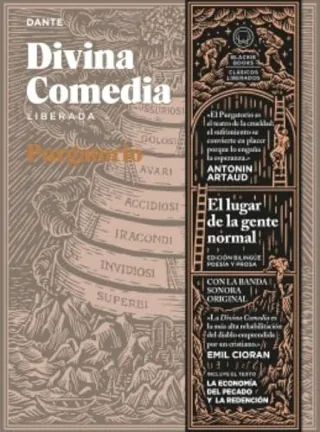 DANTE
Divina
Comedia
LIBERADA
Purgatorio
LUSSURIOSI
GOLOSI
AVARI
ACCIDIOSI
IRACONDI
INVIDIOSI
SUPERBI
BLACKIE
BOOKS
CLÁSICOS
LIBERADOS
«El Purgatorio es
el teatro de la crueldad:
el sufrimiento se
convierte en placer
porque lo engaña
la esperanza.»
ANTONIN
ARTAUD
El lugar
de la gente
normal
EDICIÓN BILINGÜE
POESÍA Y PROSA
CON LA BANDA
SONORA
ORIGINAL
«La Divina Comedia es
la más alta rehabilitación
del diablo emprendida
por un cristiano.»
EMIL CIORAN
INCLUYE EL TEXTO
LA ECONOMÍA
DEL PECADO
Y LA REDENCIÓN